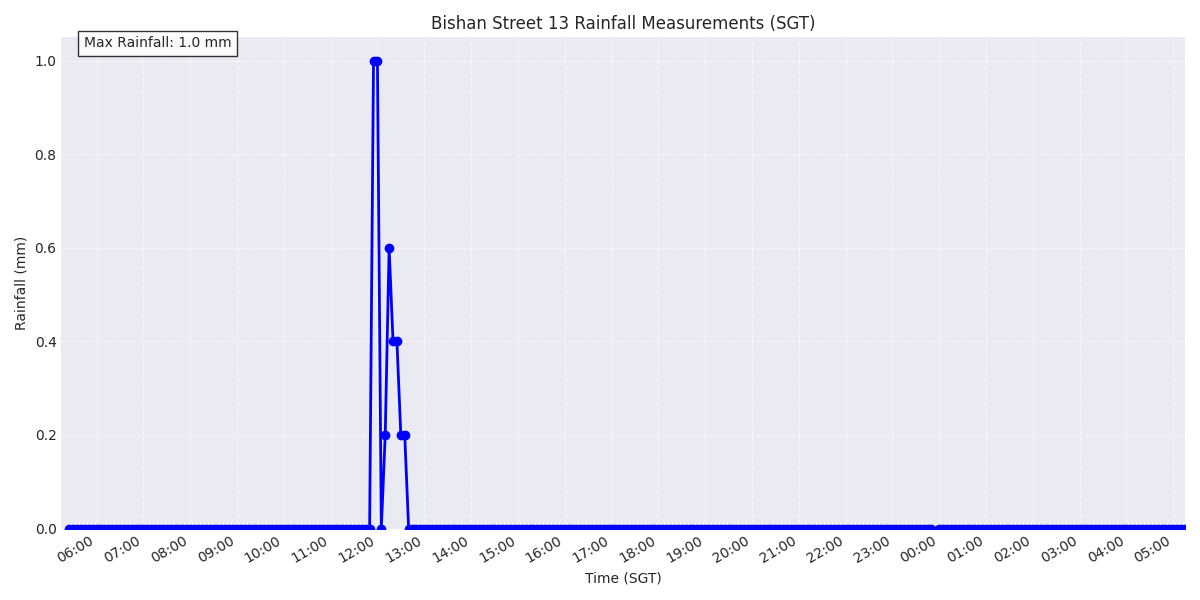 Bishan Street 13 Rainfall Measurements (SGT)
Max Rainfall: 1.0 mm
1.0
0.8
0.6
0.4
0.2
0.0
Rainfall (mm)
06:00 07:00 08:00 09:00 10:00 11:00 12:00 13:00 14:00 15:00 16:00 17:00 18:00 19:00 20:00 21:00 22:00 23:00 00:00 01:00 02:00 03:00 04:00 05:00
Time (SGT)